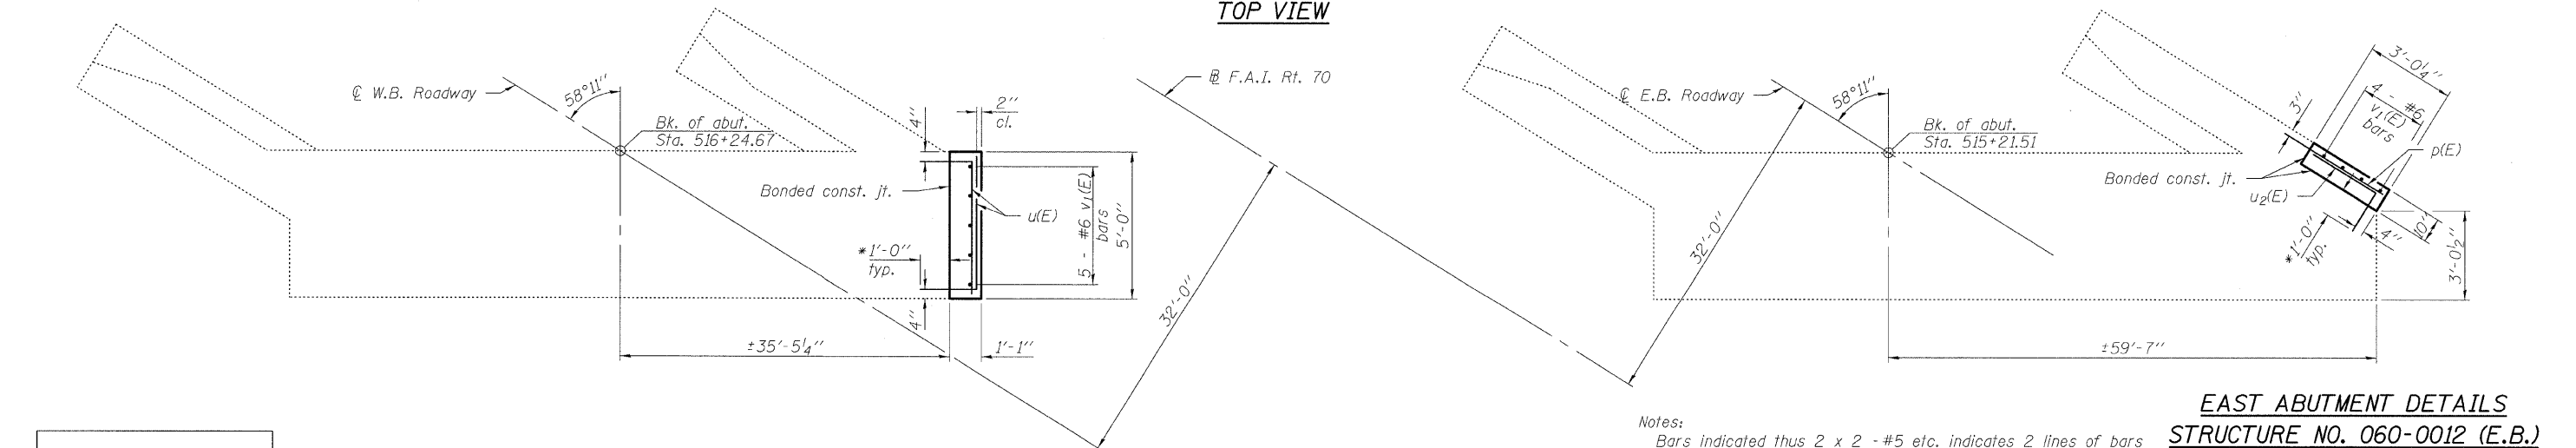 TOP VIEW
℄ W.B. Roadway
58°11''
Bk. of abut.
Sta. 516+24.67
4''
2''
cl.
Bonded const. jt.
u(E)
5 - #6 v1(E)
bars
5'-0''
*1'-0''
typ.
4''
±35'-5¼''
1'-1''
32'-0''
℄ F.A.I. Rt. 70
℄ E.B. Roadway
58°11''
Bk. of abut.
Sta. 515+21.51
32'-0''
3'-0¼''
4 - #6
v1(E)
bars
3''
p(E)
Bonded const. jt.
u2(E)
*1'-0''
typ.
4''
10''
3'-0½''
±59'-7''
Notes:
Bars indicated thus 2 x 2 -#5 etc. indicates 2 lines of bars
EAST ABUTMENT DETAILS
STRUCTURE NO. 060-0012 (E.B.)